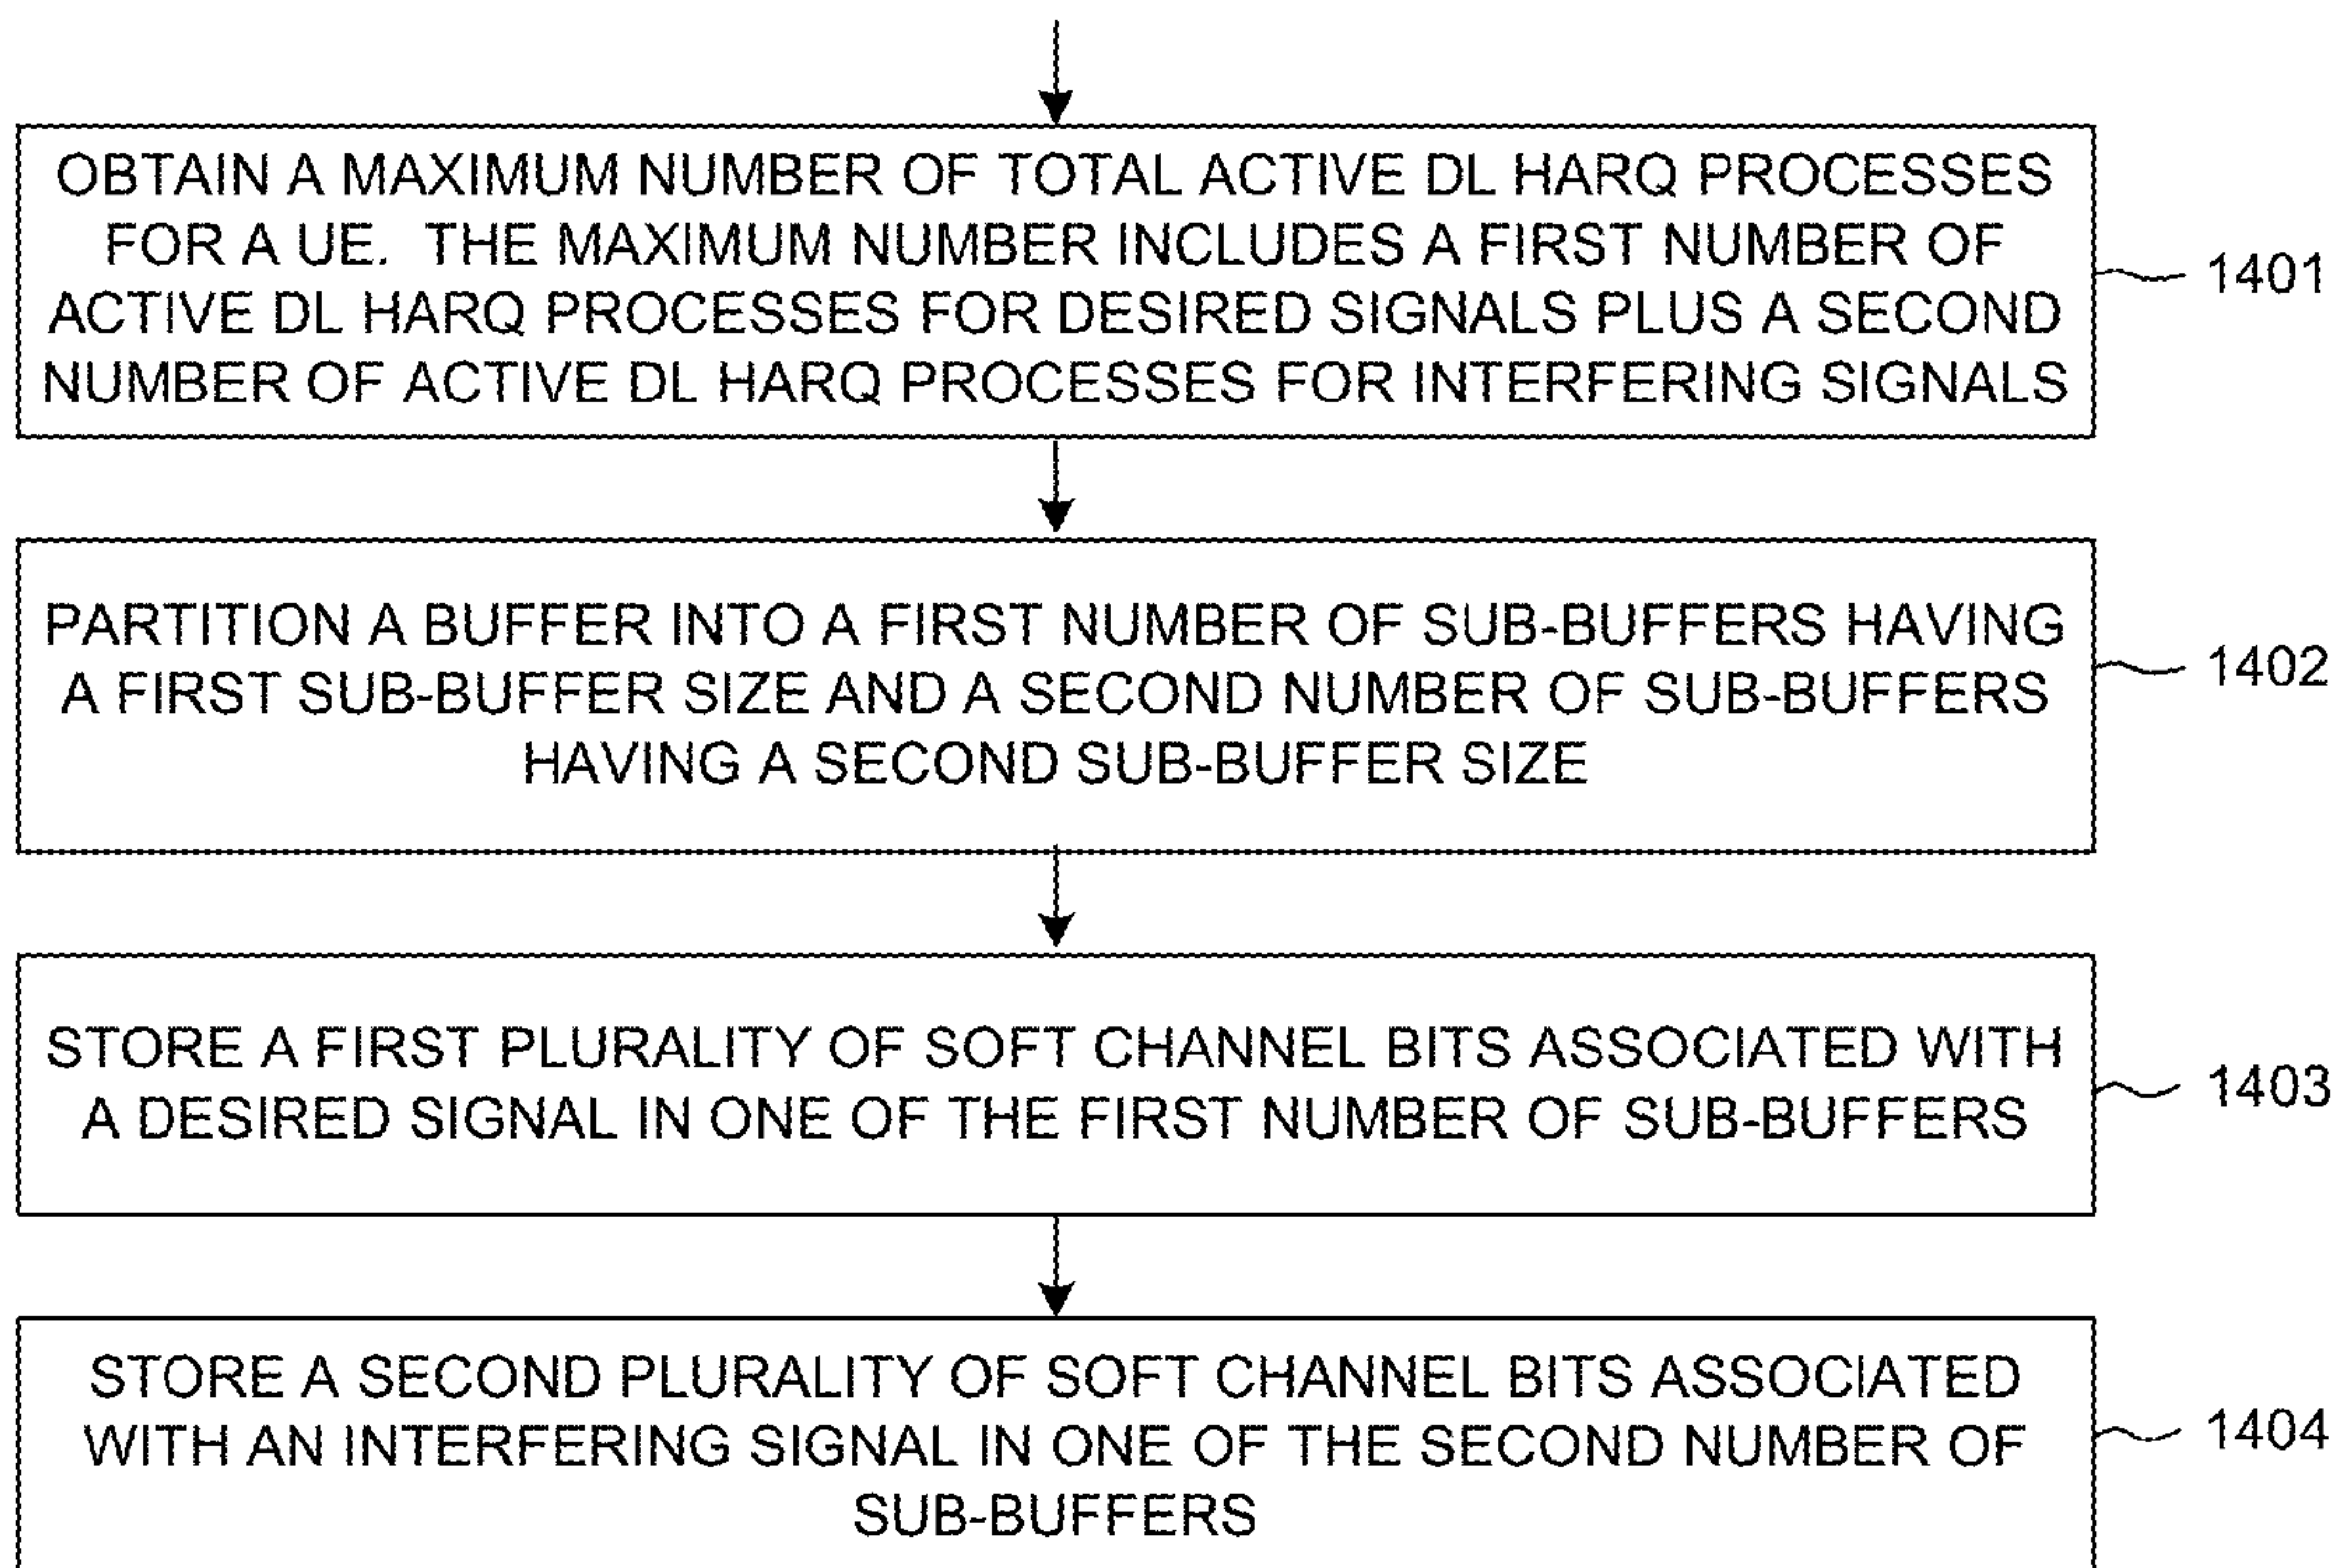 OBTAIN A MAXIMUM NUMBER OF TOTAL ACTIVE DL HARQ PROCESSES
FOR A UE. THE MAXIMUM NUMBER INCLUDES A FIRST NUMBER OF
ACTIVE DL HARQ PROCESSES FOR DESIRED SIGNALS PLUS A SECOND
NUMBER OF ACTIVE DL HARQ PROCESSES FOR INTERFERING SIGNALS
1401
PARTITION A BUFFER INTO A FIRST NUMBER OF SUB-BUFFERS HAVING
A FIRST SUB-BUFFER SIZE AND A SECOND NUMBER OF SUB-BUFFERS
HAVING A SECOND SUB-BUFFER SIZE
1402
STORE A FIRST PLURALITY OF SOFT CHANNEL BITS ASSOCIATED WITH
A DESIRED SIGNAL IN ONE OF THE FIRST NUMBER OF SUB-BUFFERS
1403
STORE A SECOND PLURALITY OF SOFT CHANNEL BITS ASSOCIATED
WITH AN INTERFERING SIGNAL IN ONE OF THE SECOND NUMBER OF
SUB-BUFFERS
1404